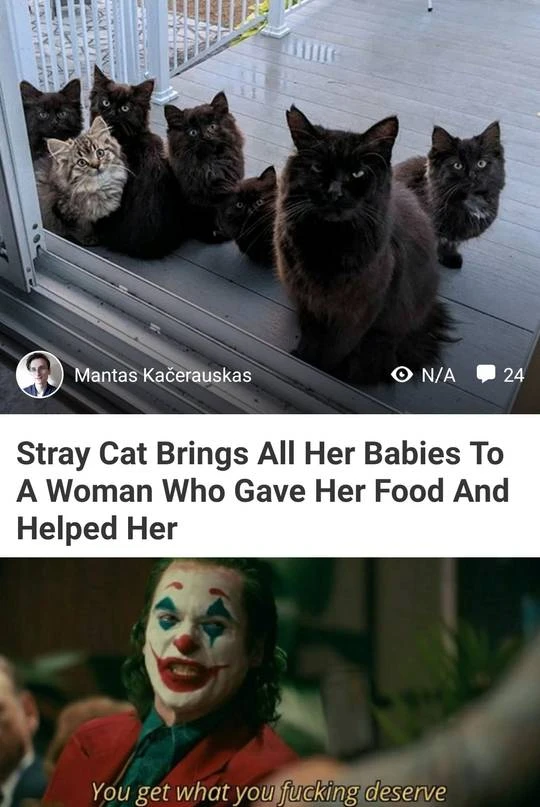 Mantas Kačerauskas
N/A
24
Stray Cat Brings All Her Babies To
A Woman Who Gave Her Food And
Helped Her
You get what you fucking deserve